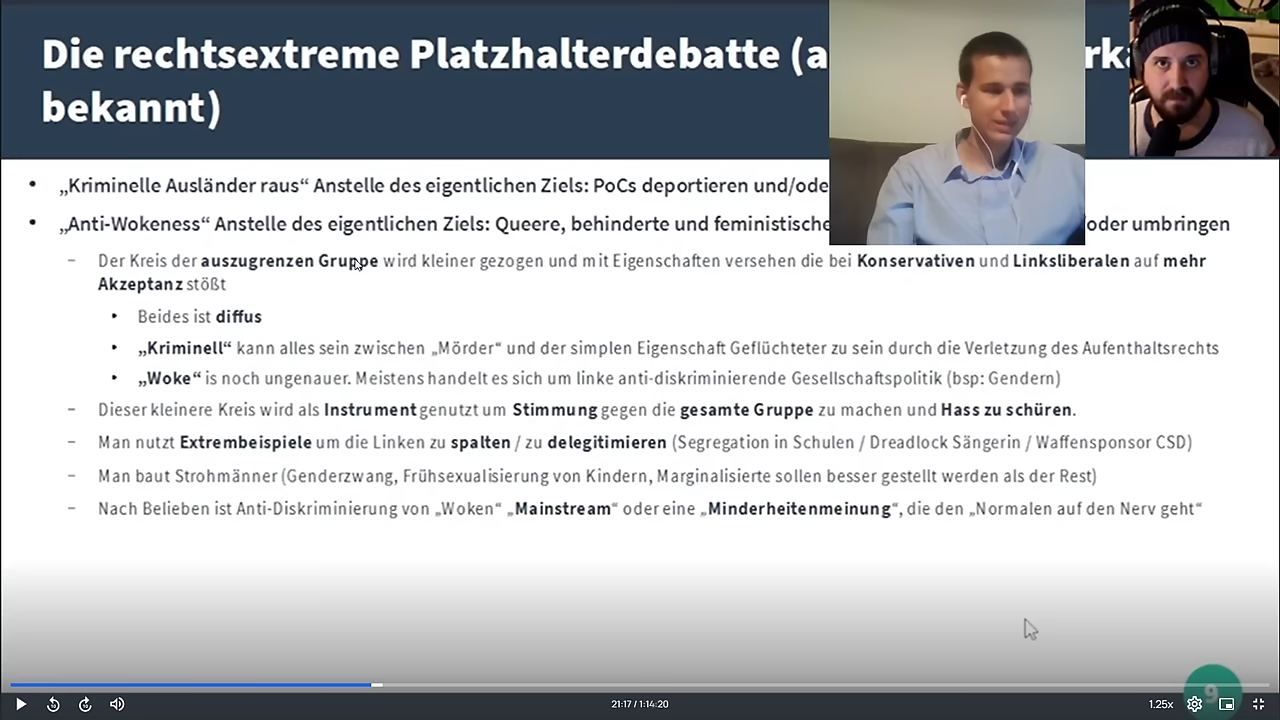 Die rechtsextreme Platzhalterdebatte (a
bekannt)
• „Kriminelle Ausländer raus“ Anstelle des eigentlichen Ziels: PoCs deportieren und/ode
• „Anti-Wokeness“ Anstelle des eigentlichen Ziels: Queere, behinderte und feministische oder umbringen
– Der Kreis der auszugrenzen Gruppe wird kleiner gezogen und mit Eigenschaften versehen die bei Konservativen und Linksliberalen auf mehr
Akzeptanz stößt
• Beides ist diffus
• „Kriminell“ kann alles sein zwischen „Mörder“ und der simplen Eigenschaft Geflüchteter zu sein durch die Verletzung des Aufenthaltsrechts
• „Woke“ is noch ungenauer. Meistens handelt es sich um linke anti-diskriminierende Gesellschaftspolitik (bsp: Gendern)
– Dieser kleinere Kreis wird als Instrument genutzt um Stimmung gegen die gesamte Gruppe zu machen und Hass zu schüren.
– Man nutzt Extrembeispiele um die Linken zu spalten / zu delegitimieren (Segregation in Schulen / Dreadlock Sängerin / Waffensponsor CSD)
– Man baut Strohmänner (Genderzwang, Frühsexualisierung von Kindern, Marginalisierte sollen besser gestellt werden als der Rest)
– Nach Belieben ist Anti-Diskriminierung von „Woken“ „Mainstream“ oder eine „Minderheitenmeinung“, die den „Normalen auf den Nerv geht“
9
21:17 / 1:14:20
1.25x